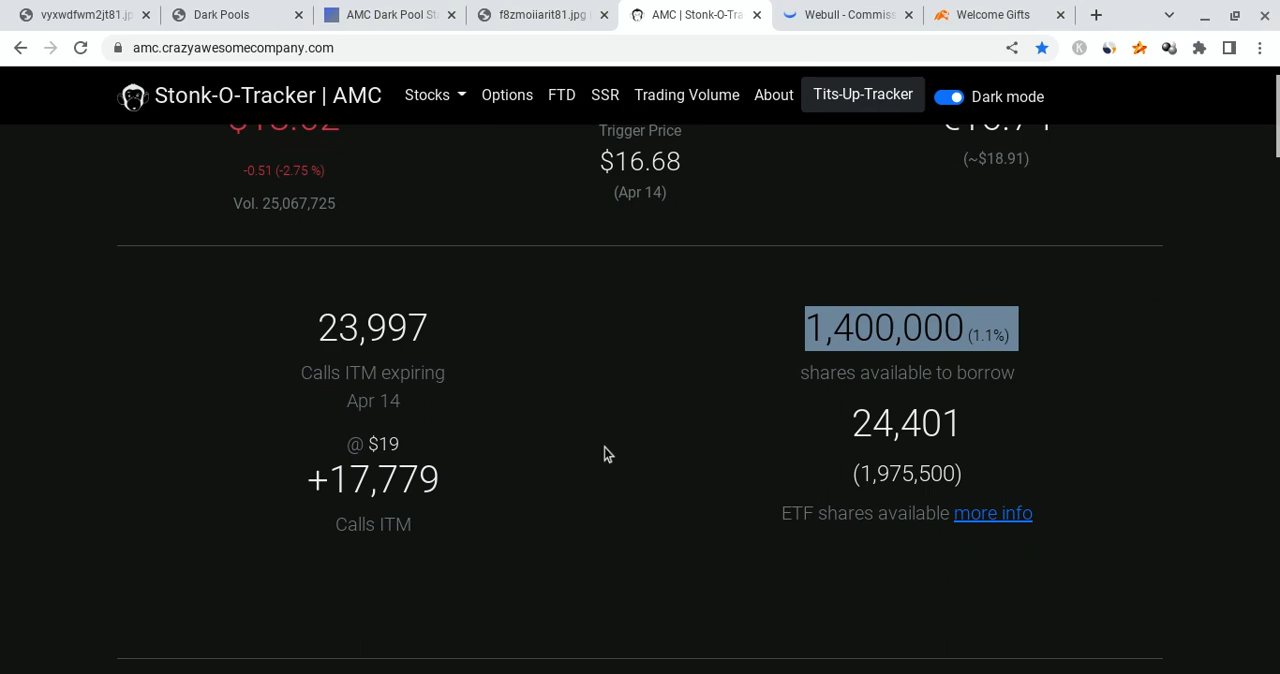 vyxwdfwm2jt81.jp
Dark Pools
AMC Dark Pool St
f8zmoiiarit81.jpg
AMC | Stonk-O-Tra
Webull - Commiss
Welcome Gifts
amc.crazyawesomecompany.com
Stonk-O-Tracker | AMC
Stocks
Options
FTD
SSR
Trading Volume
About
Tits-Up-Tracker
Dark mode
-0.51 (-2.75 %)
Vol. 25,067,725
Trigger Price
$16.68
(Apr 14)
(~$18.91)
23,997
Calls ITM expiring
Apr 14
@ $19
+17,779
Calls ITM
1,400,000 (1.1%)
shares available to borrow
24,401
(1,975,500)
ETF shares available more info